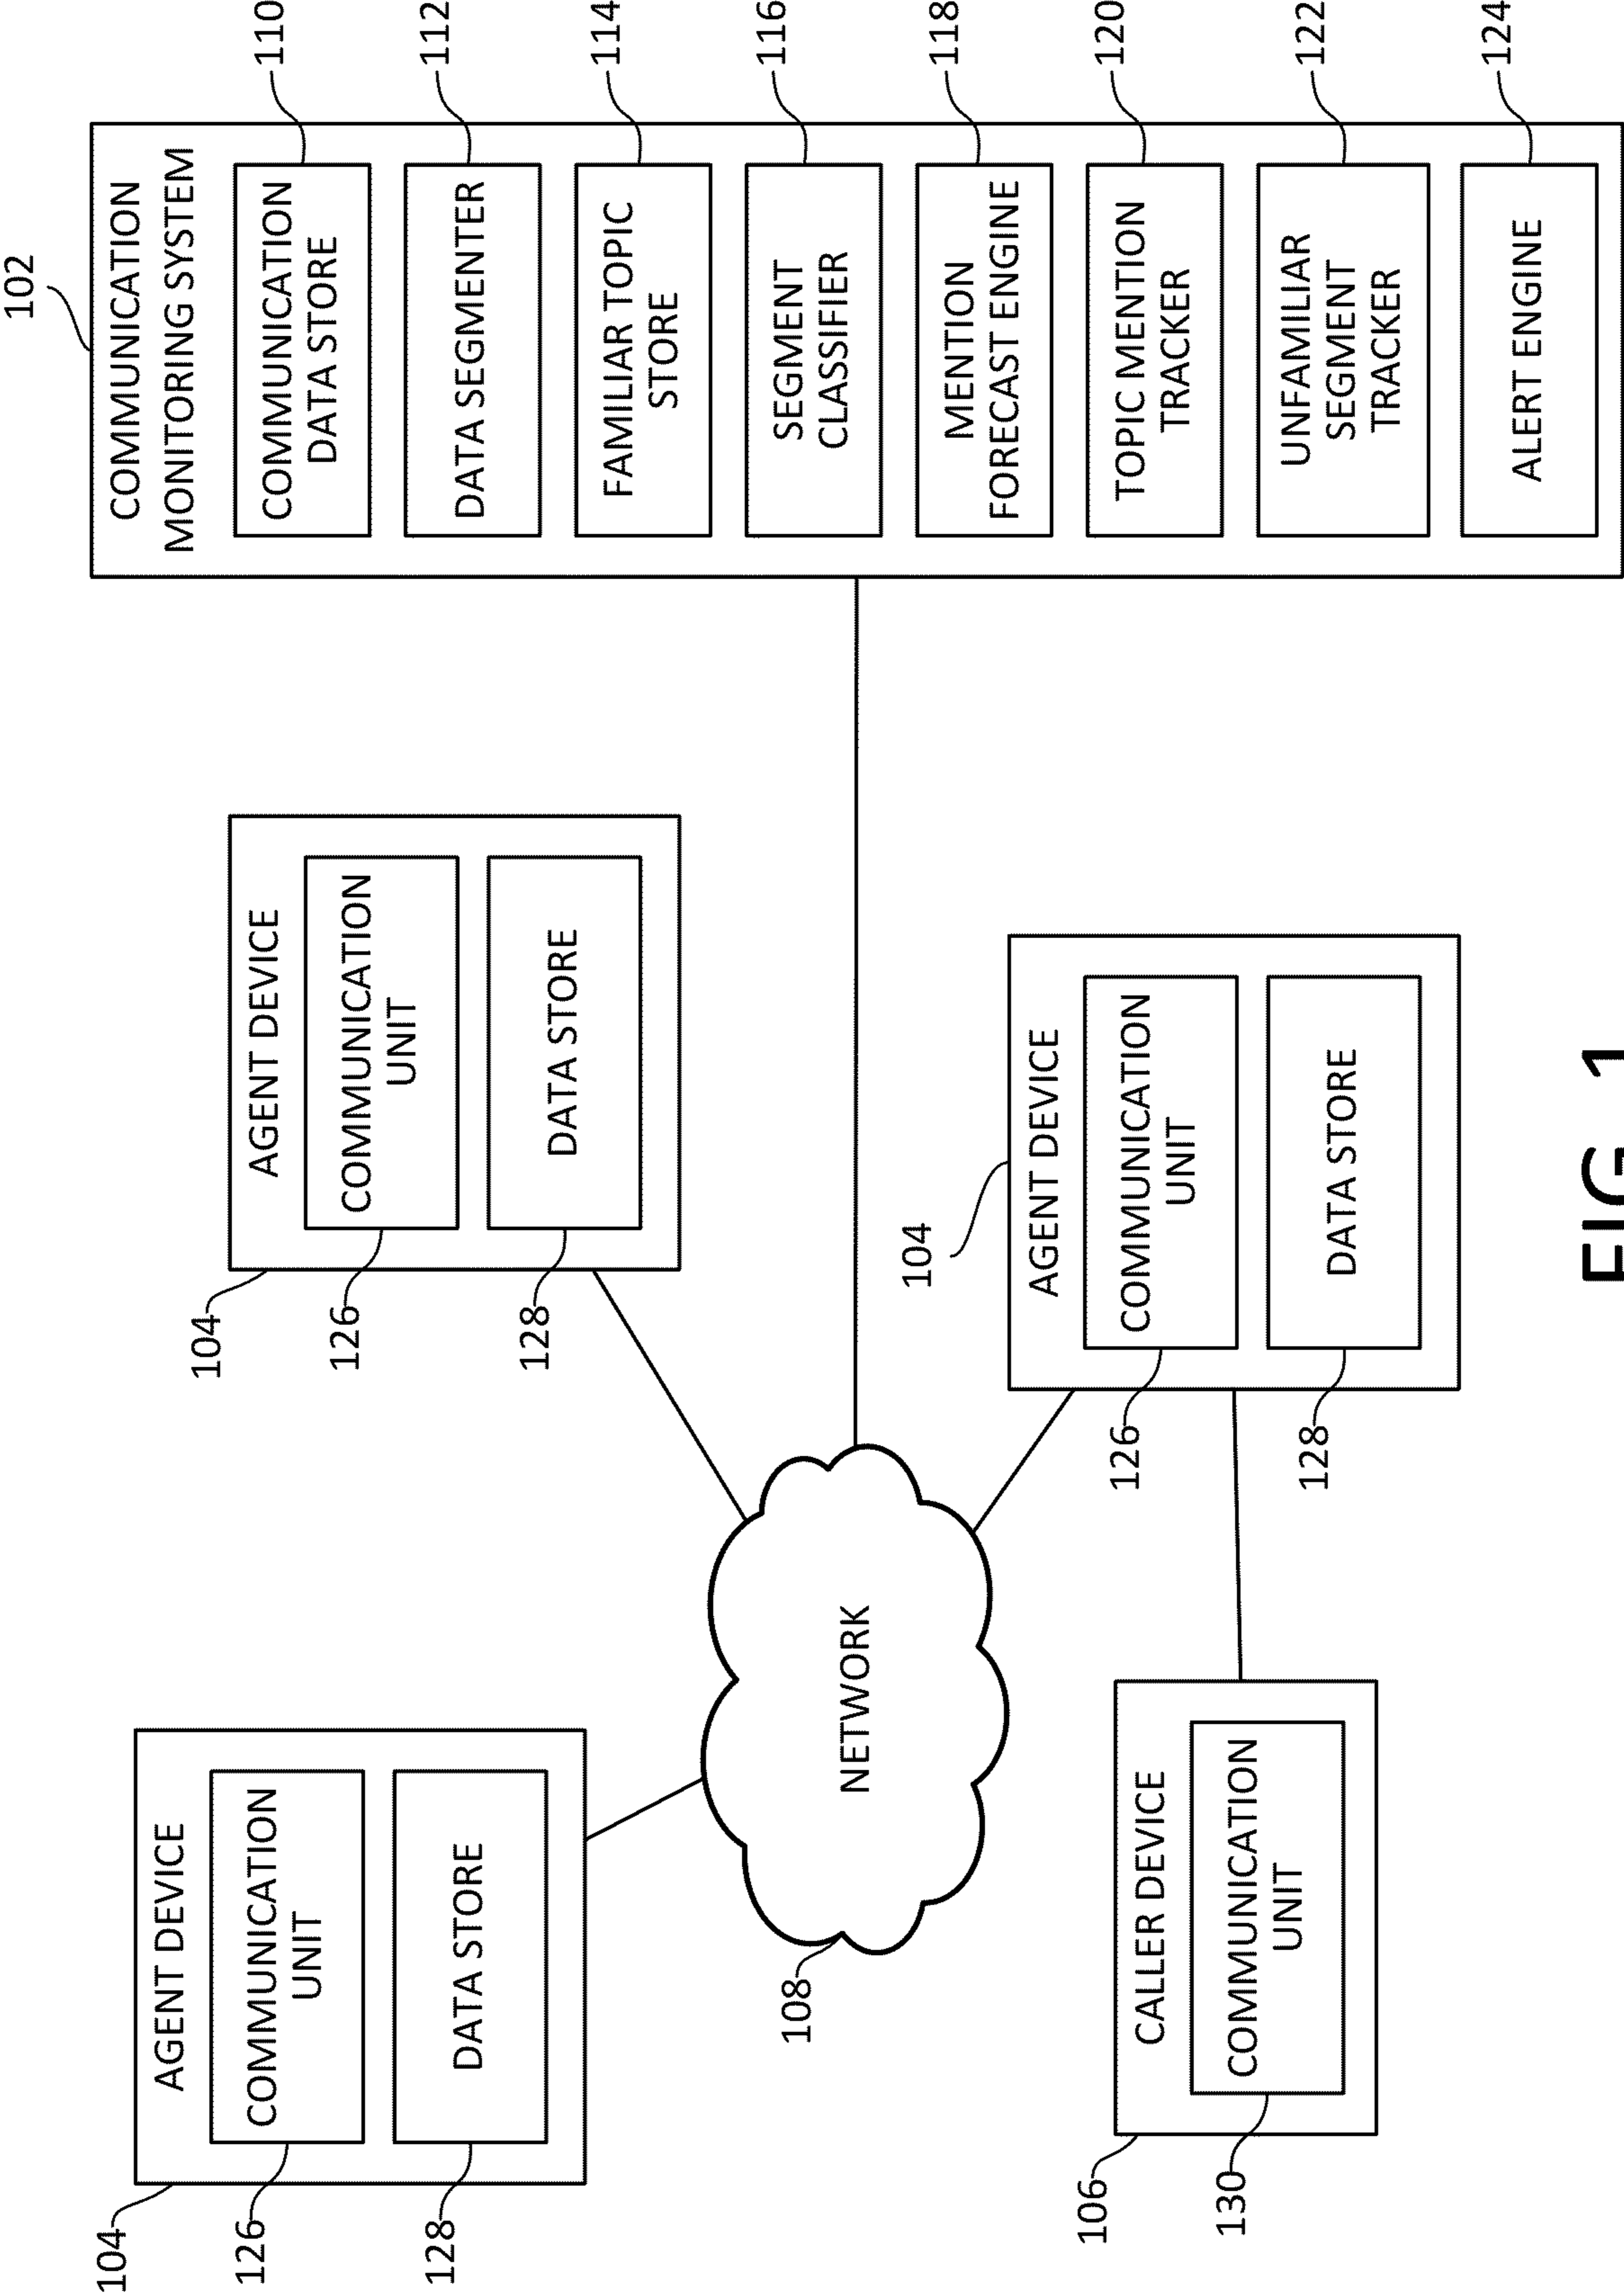 104
AGENT DEVICE
126
COMMUNICATION
UNIT
128
DATA STORE
104
AGENT DEVICE
126
COMMUNICATION
UNIT
128
DATA STORE
102
COMMUNICATION
MONITORING SYSTEM
COMMUNICATION
DATA STORE
110
DATA SEGMENTER
112
FAMILIAR TOPIC
STORE
114
SEGMENT
CLASSIFIER
116
MENTION
FORECAST ENGINE
118
TOPIC MENTION
TRACKER
120
UNFAMILIAR
SEGMENT
TRACKER
122
ALERT ENGINE
124
108
NETWORK
106
CALLER DEVICE
130
COMMUNICATION
UNIT
104
AGENT DEVICE
126
COMMUNICATION
UNIT
128
DATA STORE
FIG. 1